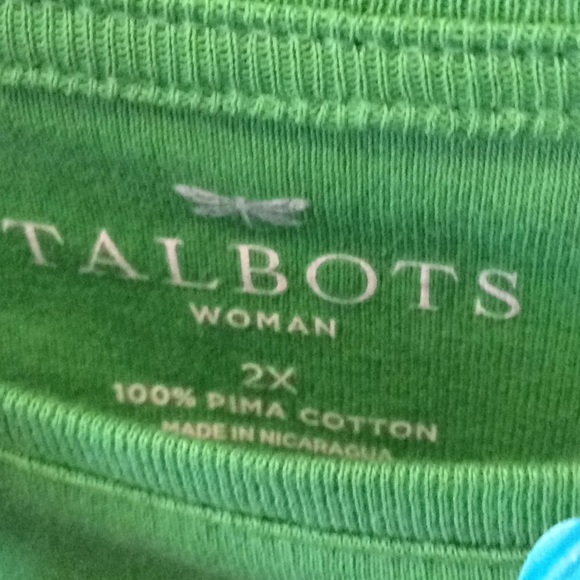 TALBOTS
WOMAN
2X
100% PIMA COTTON
MADE IN NICARAGUA